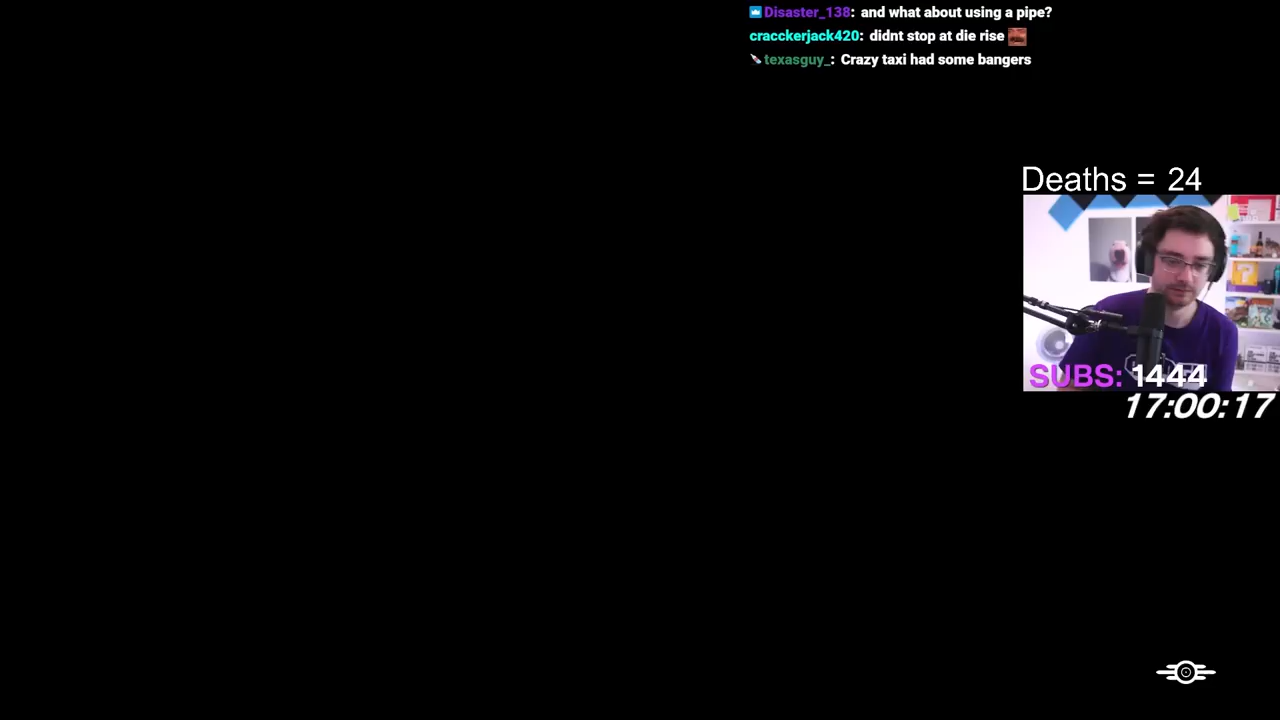 Disaster_138: and what about using a pipe?
cracckerjack420: didnt stop at die rise
texasguy_: Crazy taxi had some bangers
Deaths = 24
SUBS: 1444
17:00:17